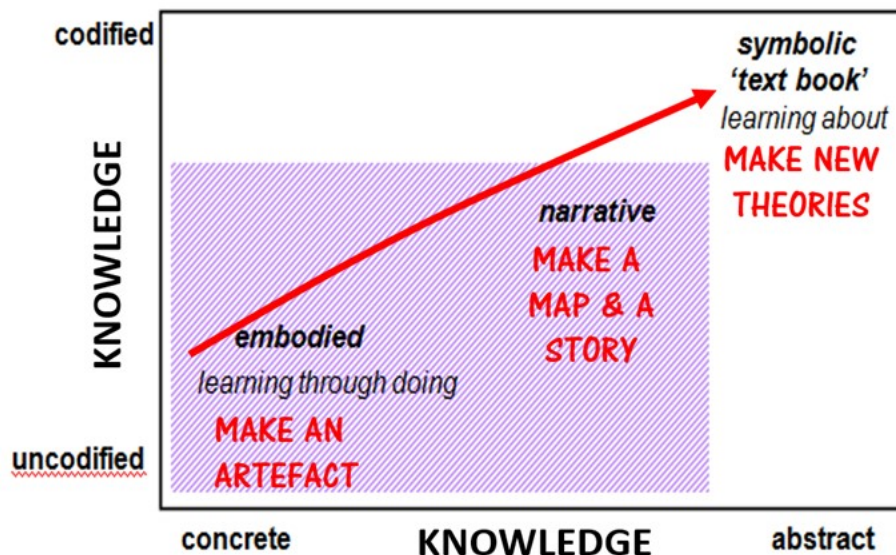 codified
KNOWLEDGE
uncodified
symbolic
'text book'
learning about
MAKE NEW
THEORIES
narrative
MAKE A
MAP & A
STORY
embodied
learning through doing
MAKE AN
ARTEFACT
concrete
KNOWLEDGE
abstract